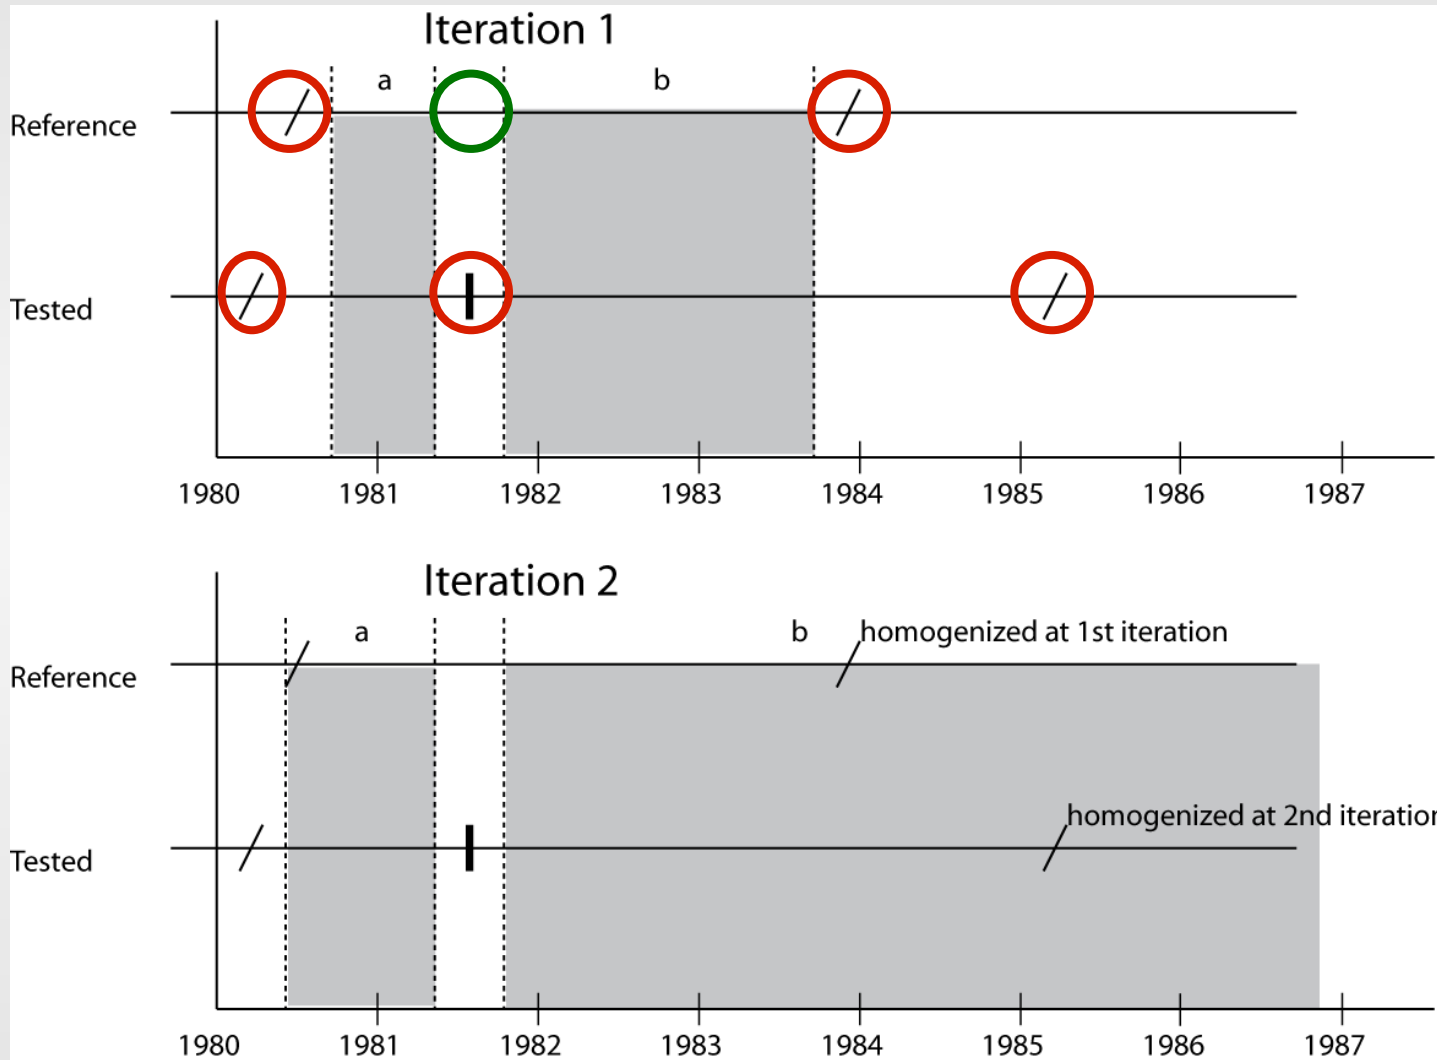 Iteration 1
a
b
Reference
Tested
1980 1981 1982 1983 1984 1985 1986 1987
Iteration 2
a
b
homogenized at 1st iteration
Reference
homogenized at 2nd iteration
Tested
1980 1981 1982 1983 1984 1985 1986 1987